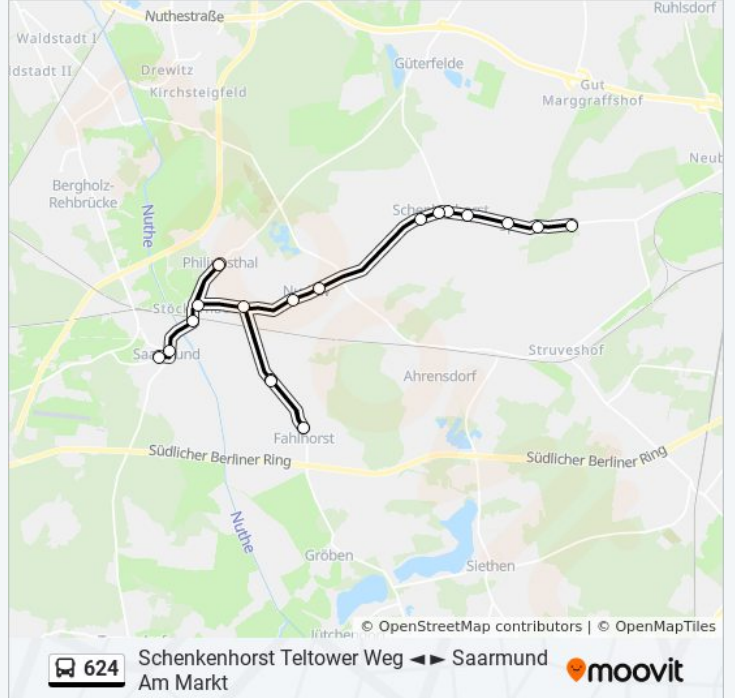 Nuthestraße
Ruhlsdorf
Waldstadt I
Güterfelde
ldstadt II
Drewitz
Kirchsteigfeld
Gut
Marggraffshof
Neub
Bergholz-
Rehbrücke
Nuthe
Philippsthal
Saarmund
Struveshof
Ahrensdorf
Fahlhorst
Südlicher Berliner Ring
Südlicher Berliner Ring
Nuthe
Gröben
Siethen
© OpenStreetMap contributors | © OpenMapTiles
624
Schenkenhorst Teltower Weg ◄ ► Saarmund
Am Markt
moovit